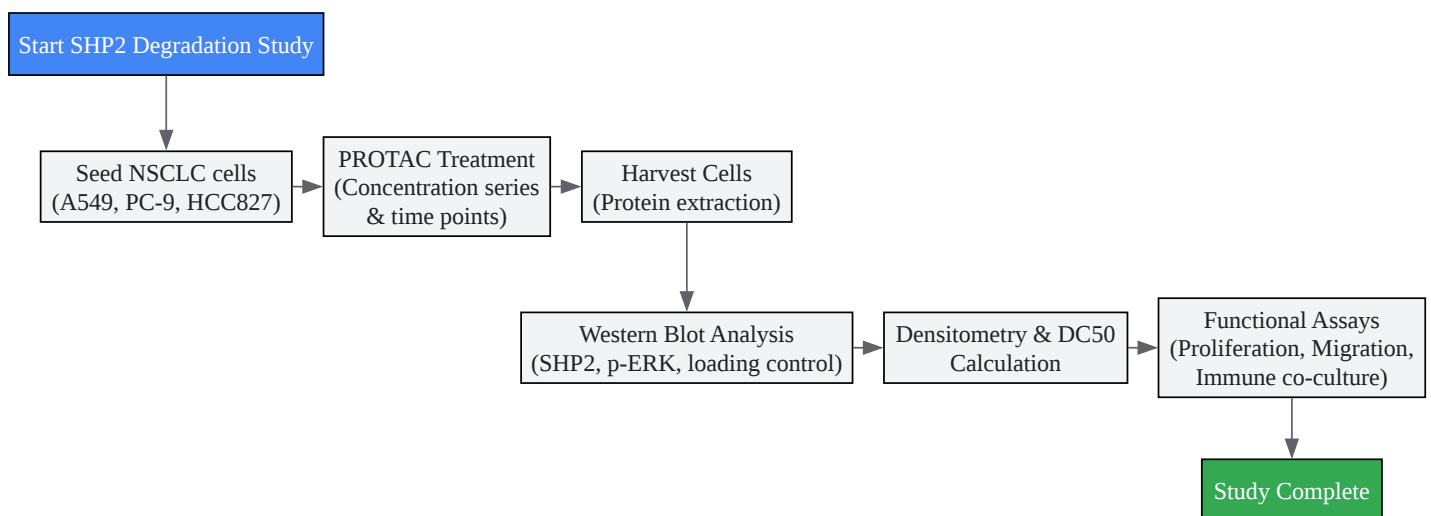 Start SHP2 Degradation Study
Seed NSCLC cells
(A549, PC-9, HCC827)
PROTAC Treatment
(Concentration series
& time points)
Harvest Cells
(Protein extraction)
Western Blot Analysis
(SHP2, p-ERK, loading control)
Densitometry & DC50
Calculation
Functional Assays
(Proliferation, Migration,
Immune co-culture)
Study Complete